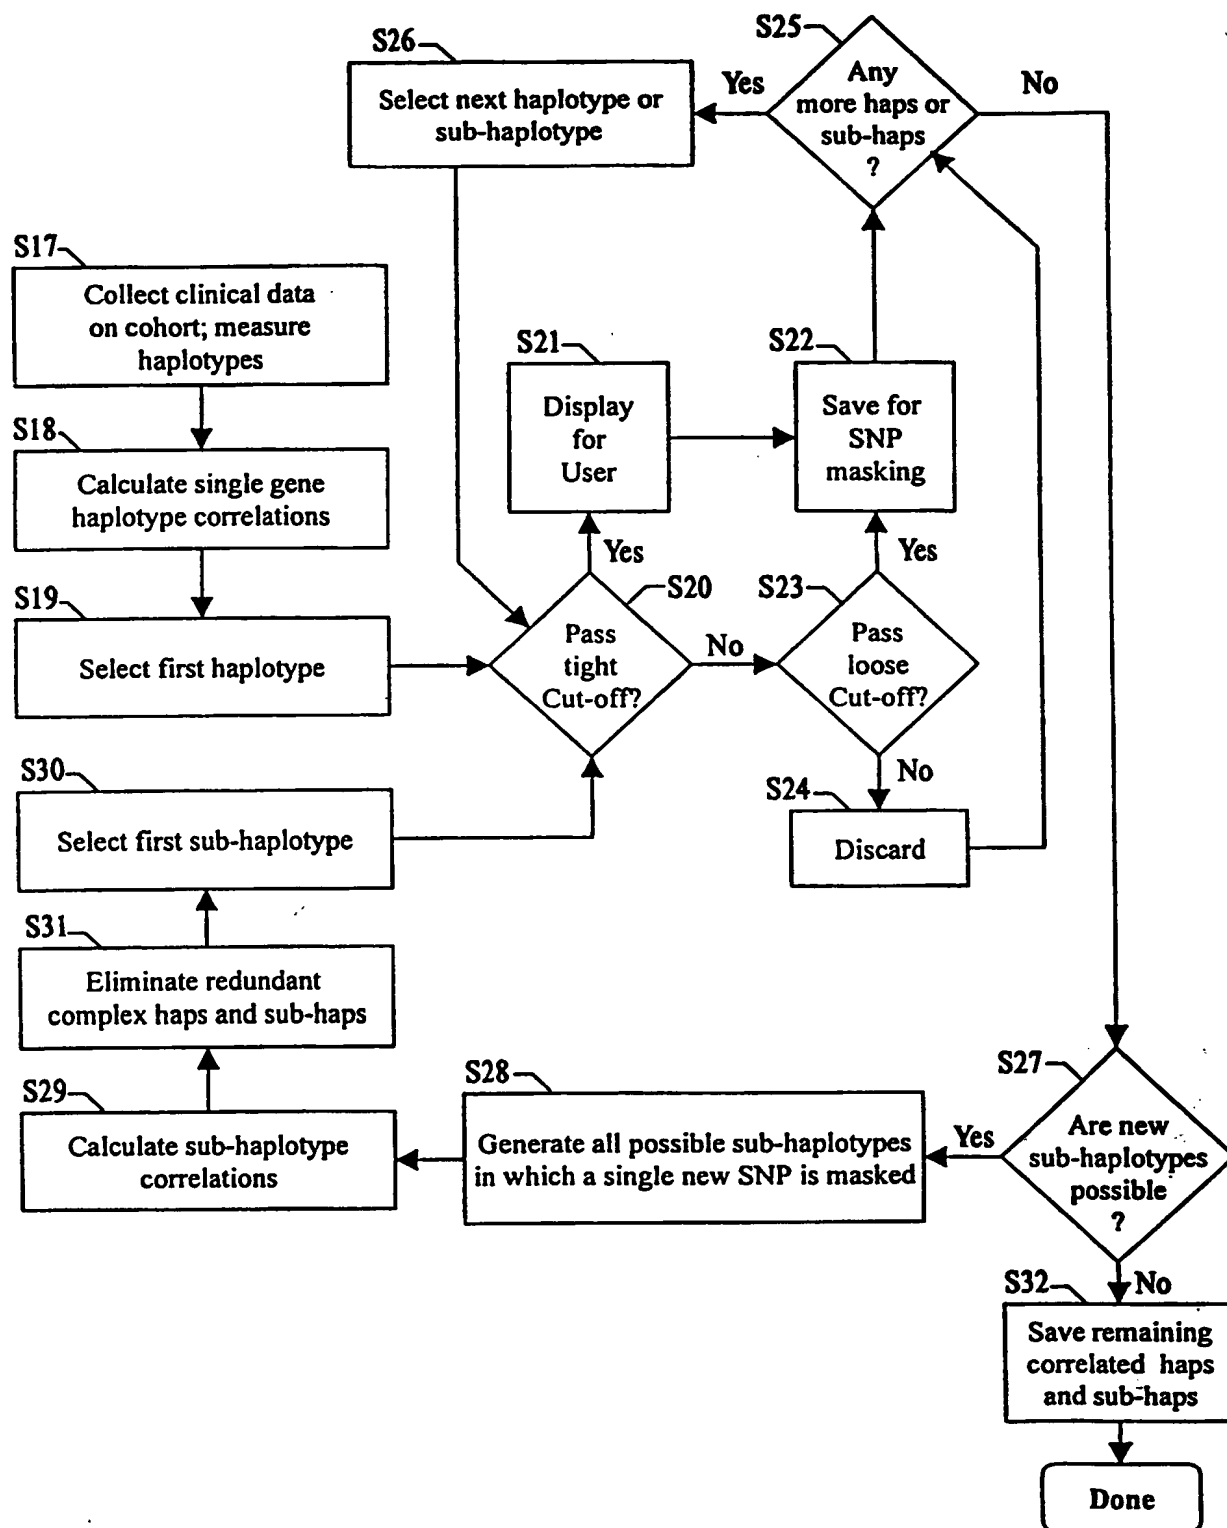 S25
Any
more haps or
sub-haps
?
Yes
No
S26
Select next haplotype or
sub-haplotype
S17
Collect clinical data
on cohort; measure
haplotypes
S18
Calculate single gene
haplotype correlations
S19
Select first haplotype
S21
Display
for
User
S22
Save for
SNP
masking
Yes
Yes
S20
Pass
tight
Cut-off?
No
S23
Pass
loose
Cut-off?
No
S24
Discard
S30
Select first sub-haplotype
S31
Eliminate redundant
complex haps and sub-haps
S29
Calculate sub-haplotype
correlations
S28
Generate all possible sub-haplotypes
in which a single new SNP is masked
Yes
S27
Are new
sub-haplotypes
possible
?
No
S32
Save remaining
correlated haps
and sub-haps
Done